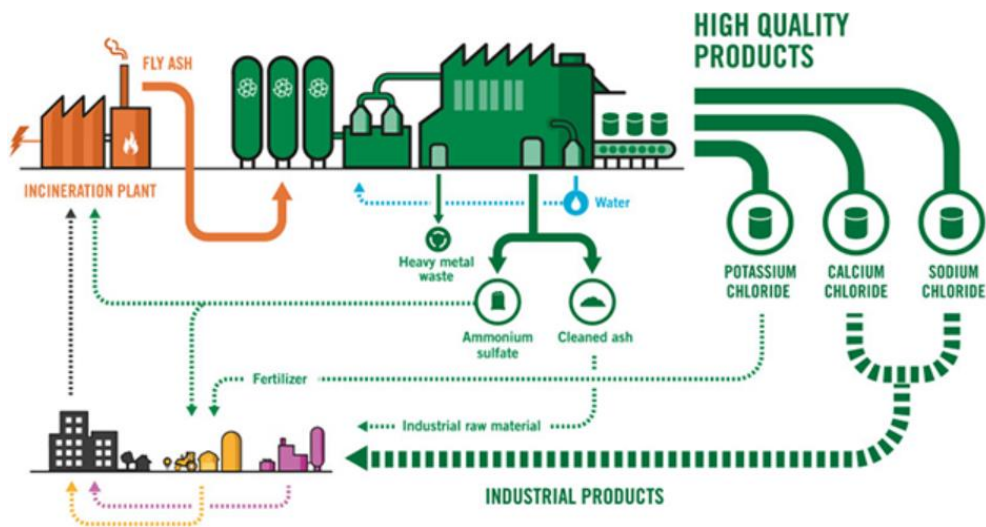 HIGH QUALITY
PRODUCTS
FLY ASH
INCINERATION PLANT
Water
Heavy metal
waste
POTASSIUM
CHLORIDE
CALCIUM
CHLORIDE
SODIUM
CHLORIDE
Ammonium
sulfate
Cleaned ash
Fertilizer
Industrial raw material
INDUSTRIAL PRODUCTS